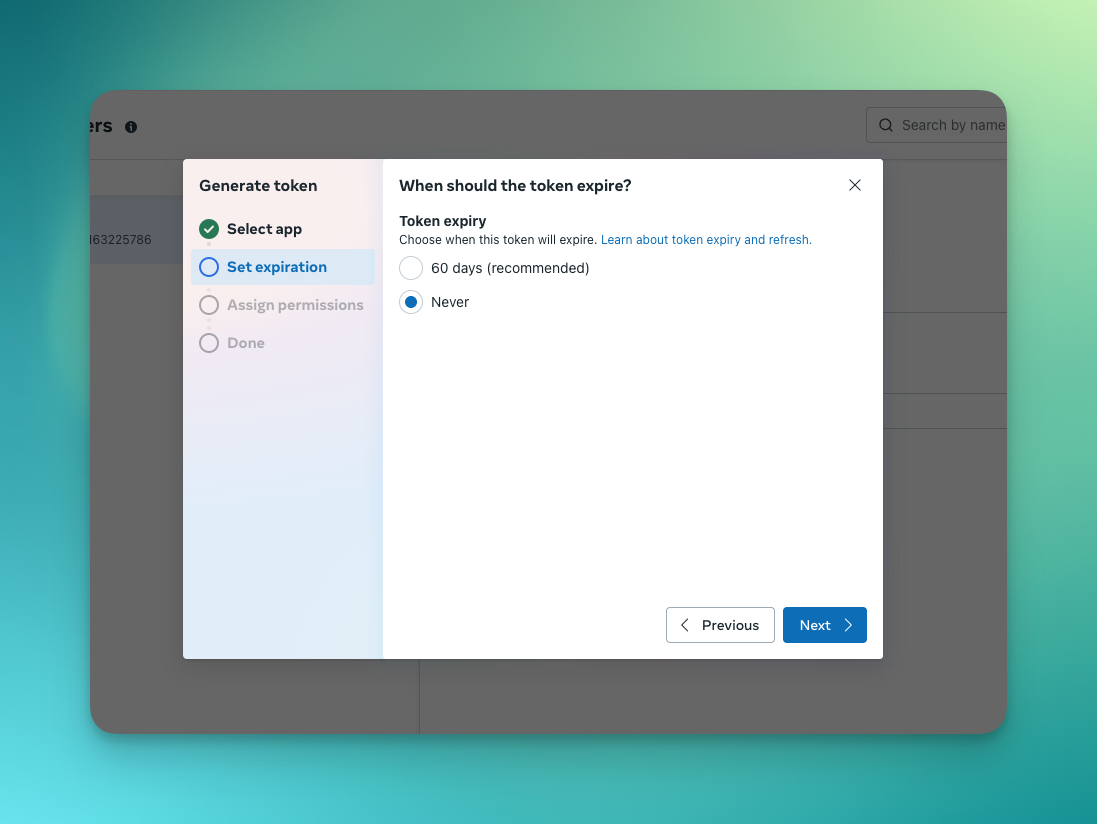 ers
Search by name
Generate token
Select app
Set expiration
Assign permissions
Done
163225786
When should the token expire?
Token expiry
Choose when this token will expire. Learn about token expiry and refresh.
60 days (recommended)
Never
Previous
Next